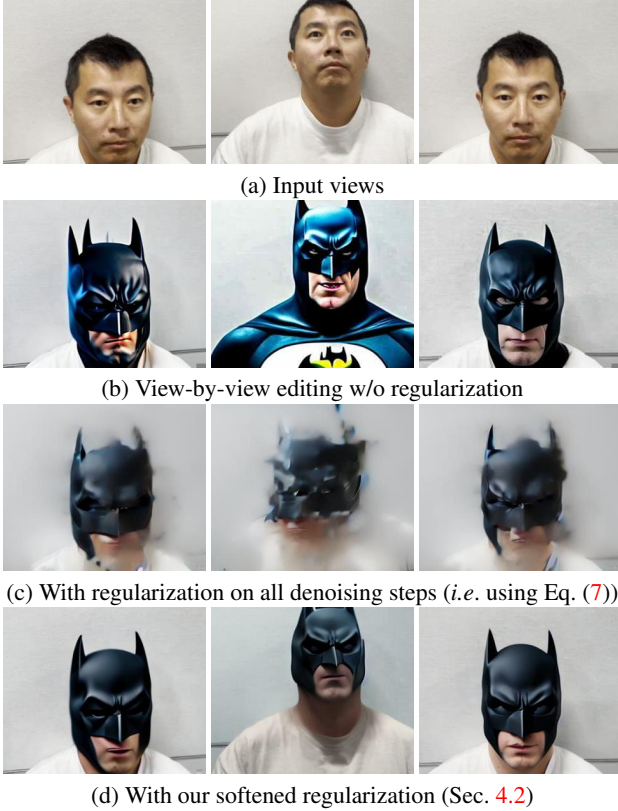 (a) Input views
(b) View-by-view editing w/o regularization
(c) With regularization on all denoising steps (i.e. using Eq. (7))
(d) With our softened regularization (Sec. 4.2)